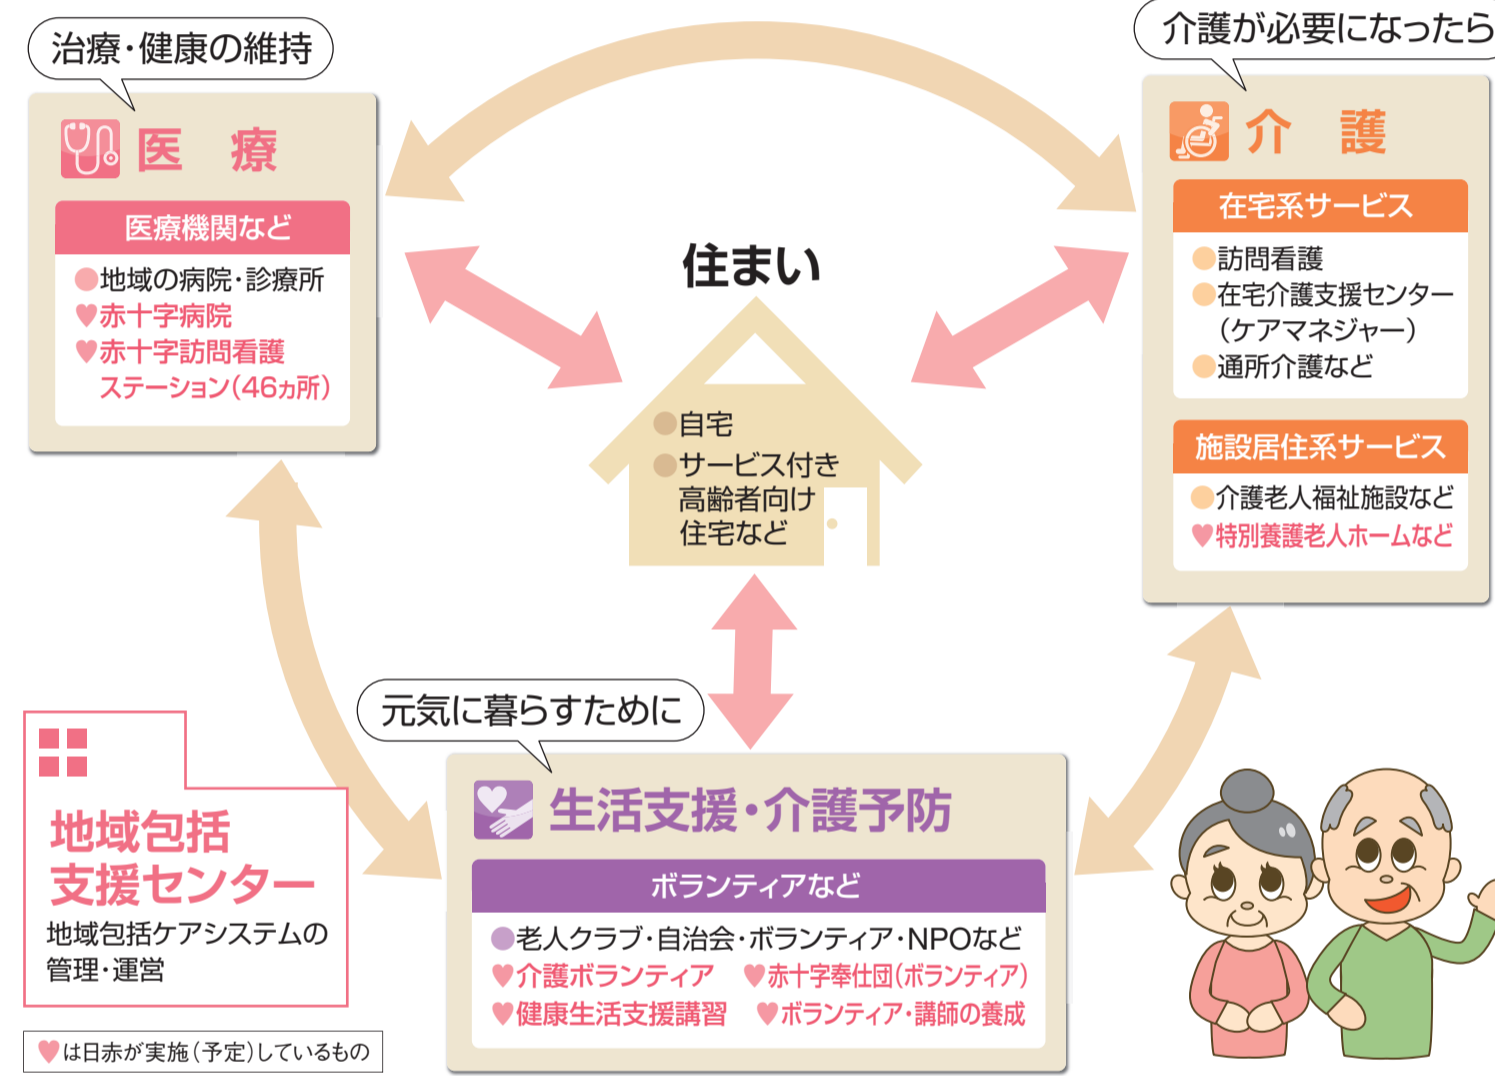 治療・健康の維持
医 療
医療機関など
●地域の病院・診療所
♥赤十字病院
♥赤十字訪問看護
ステーション(46ヵ所)
介護が必要になったら
介 護
在宅系サービス
●訪問看護
●在宅介護支援センター
(ケアマネジャー)
●通所介護など
施設居住系サービス
●介護老人福祉施設など
♥特別養護老人ホームなど
住まい
●自宅
●サービス付き
高齢者向け
住宅など
元気に暮らすために
生活支援・介護予防
ボランティアなど
●老人クラブ・自治会・ボランティア・NPOなど
♥介護ボランティア ♥赤十字奉仕団(ボランティア)
♥健康生活支援講習 ♥ボランティア・講師の養成
地域包括
支援センター
地域包括ケアシステムの
管理・運営
♥は日赤が実施(予定)しているもの